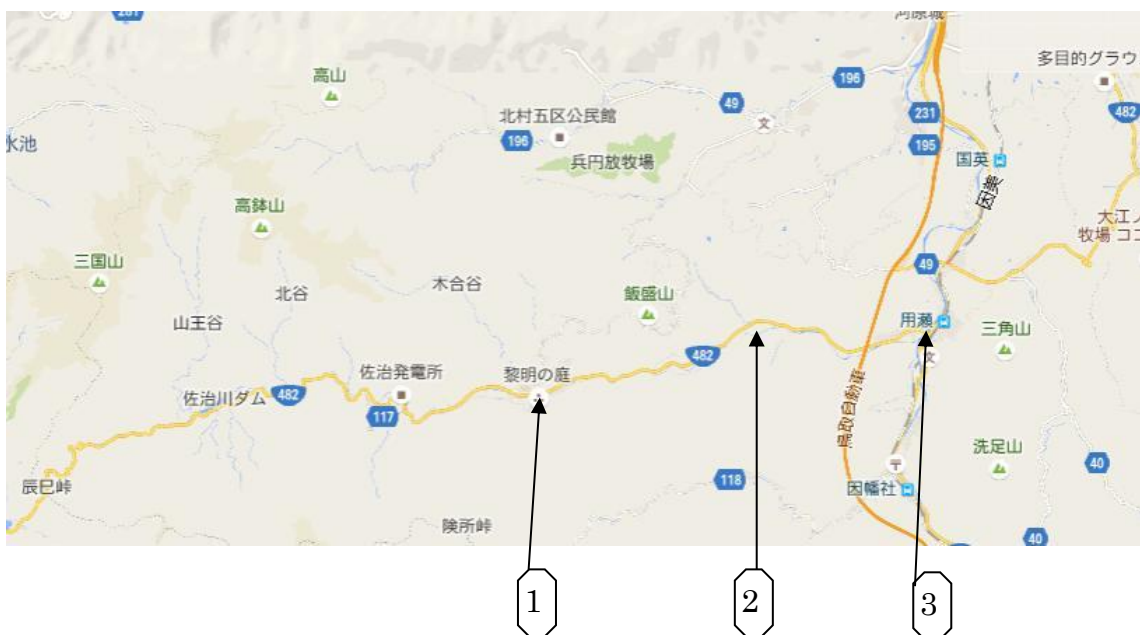 231
河原城
高山
多目的グラウ
196
49
北村五区公民館
196
文
231
482
水池
兵円放牧場
195
国英
因美
高鉢山
大江ノ
牧場 ココ
三国山
北谷
木合谷
49
飯盛山
山王谷
用瀬
三角山
482
文
佐治発電所
黎明の庭
佐治川ダム
482
117
鳥取自動車
洗足山
辰巳峠
118
〒
因幡社
40
険所峠
40
1
2
3